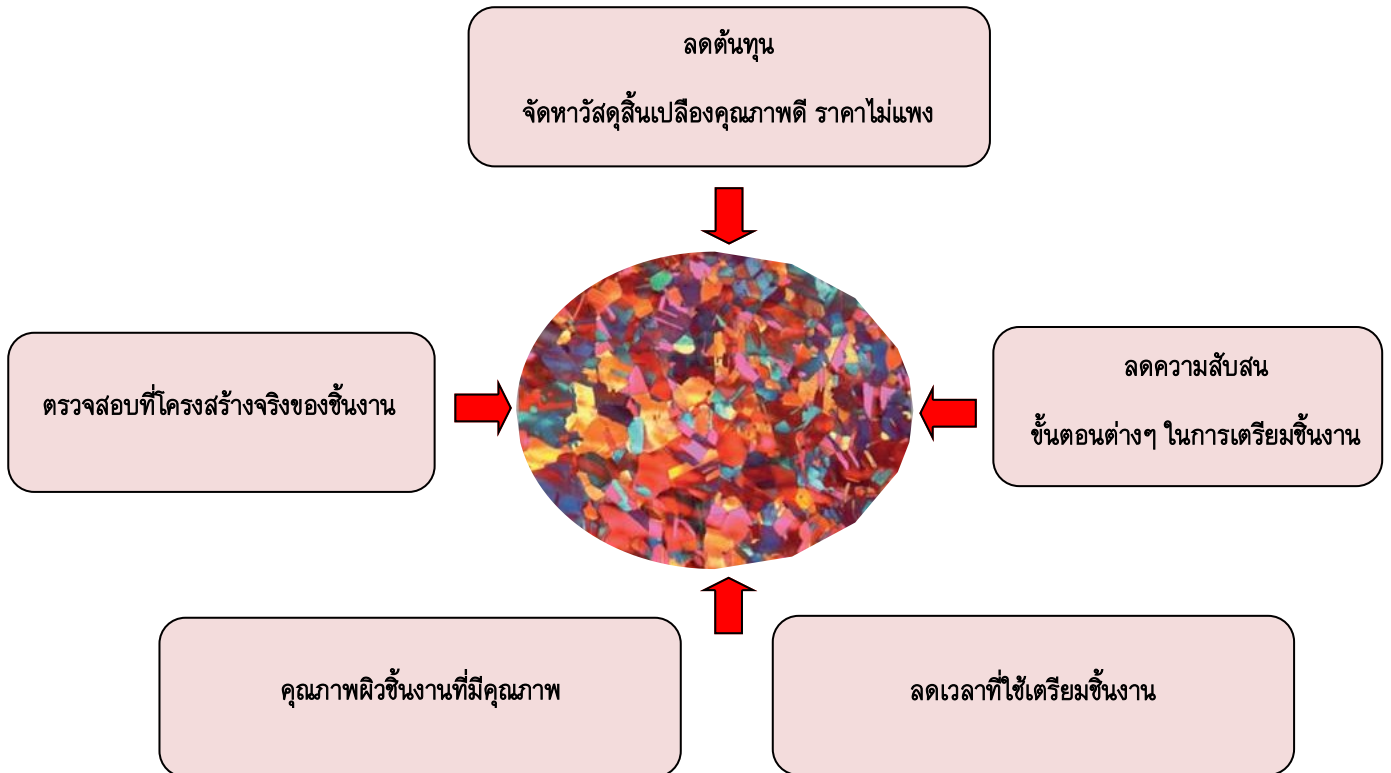 ลดต้นทุน
จัดหาวัสดุสิ้นเปลืองคุณภาพดี ราคาไม่แพง
ตรวจสอบที่โครงสร้างจริงของชิ้นงาน
ลดความสับสน
ขั้นตอนต่างๆ ในการเตรียมชิ้นงาน
คุณภาพผิวชิ้นงานที่มีคุณภาพ
ลดเวลาที่ใช้เตรียมชิ้นงาน